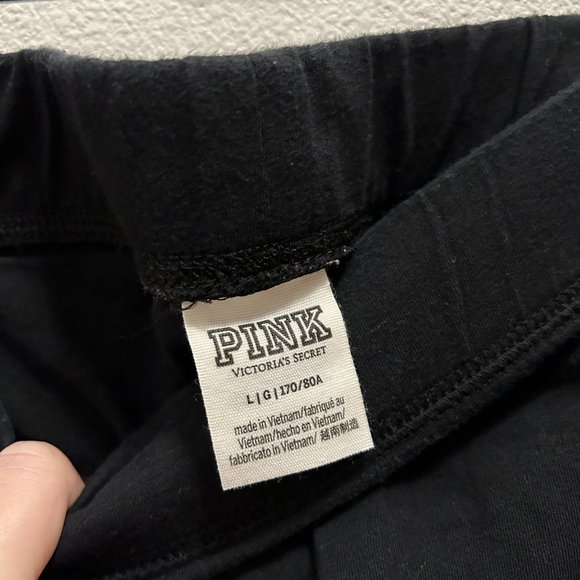 PINK
VICTORIA'S SECRET
L|G|170/80A
made in Vietnam/fabriqué au
Vietnam/hecho en Vietnam/
fabbricato in Vietnam/ 越南制造